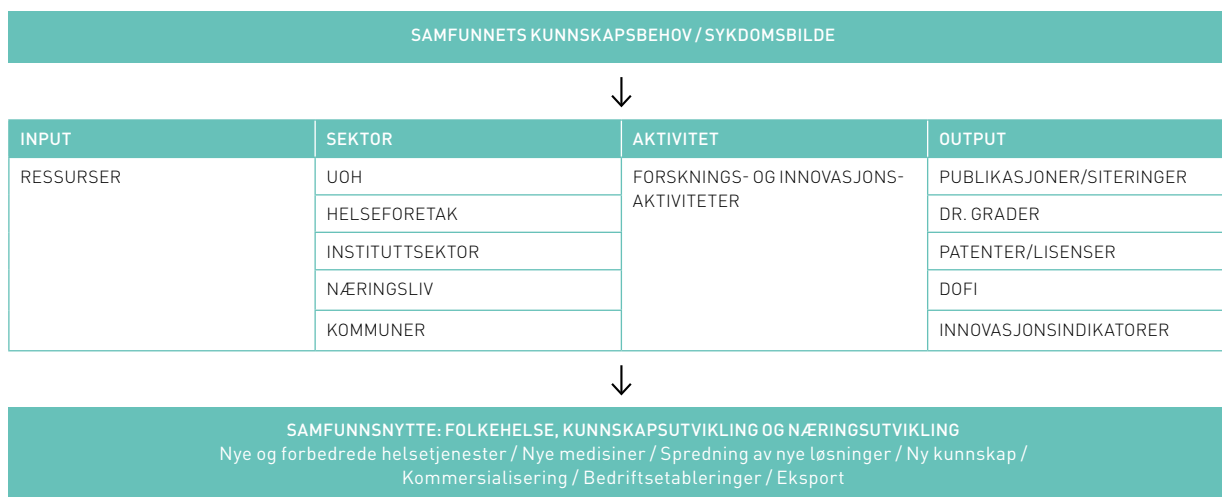 SAMFUNNETS KUNNSKAPSBEHOV / SYKDOMSBILDE
INPUT
SEKTOR
AKTIVITET
OUTPUT
RESSURSER
UOH
FORSKNINGS- OG INNOVASJONS-
AKTIVITETER
PUBLIKASJONER/SITERINGER
HELSEFORETAK
DR. GRADER
INSTITUTTSEKTOR
PATENTER/LISENSER
NÆRINGSLIV
DOFI
KOMMUNER
INNOVASJONSINDIKATORER
SAMFUNNSNYTTE: FOLKEHELSE, KUNNSKAPSUTVIKLING OG NÆRINGSUTVIKLING
Nye og forbedrede helsetjenester / Nye medisiner / Spredning av nye løsninger / Ny kunnskap /
Kommersialisering / Bedriftsetableringer / Eksport